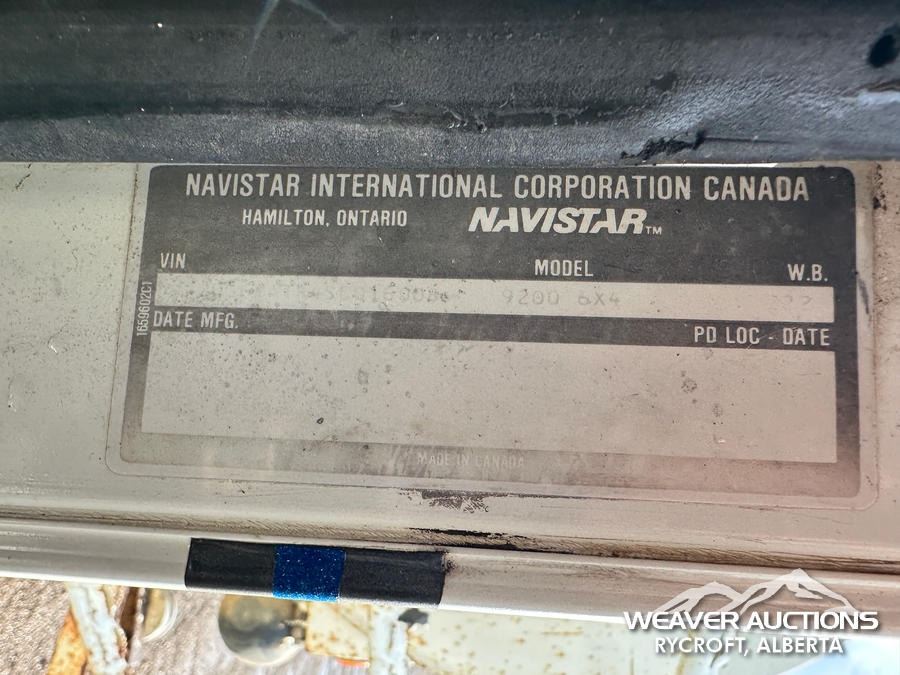 NAVISTAR INTERNATIONAL CORPORATION CANADA
HAMILTON, ONTARIO NAVISTAR™
VIN MODEL W.B.
9200 6X4
1659602C1
DATE MFG. PD LOC - DATE
MADE IN CANADA
WEAVER AUCTIONS
RYCROFT, ALBERTA